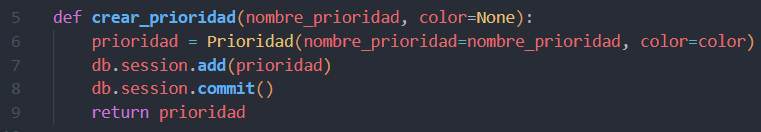 5 def crear_prioridad(nombre_prioridad, color=None):
6 prioridad = Prioridad(nombre_prioridad=nombre_prioridad, color=color)
7 db.session.add(prioridad)
8 db.session.commit()
9 return prioridad